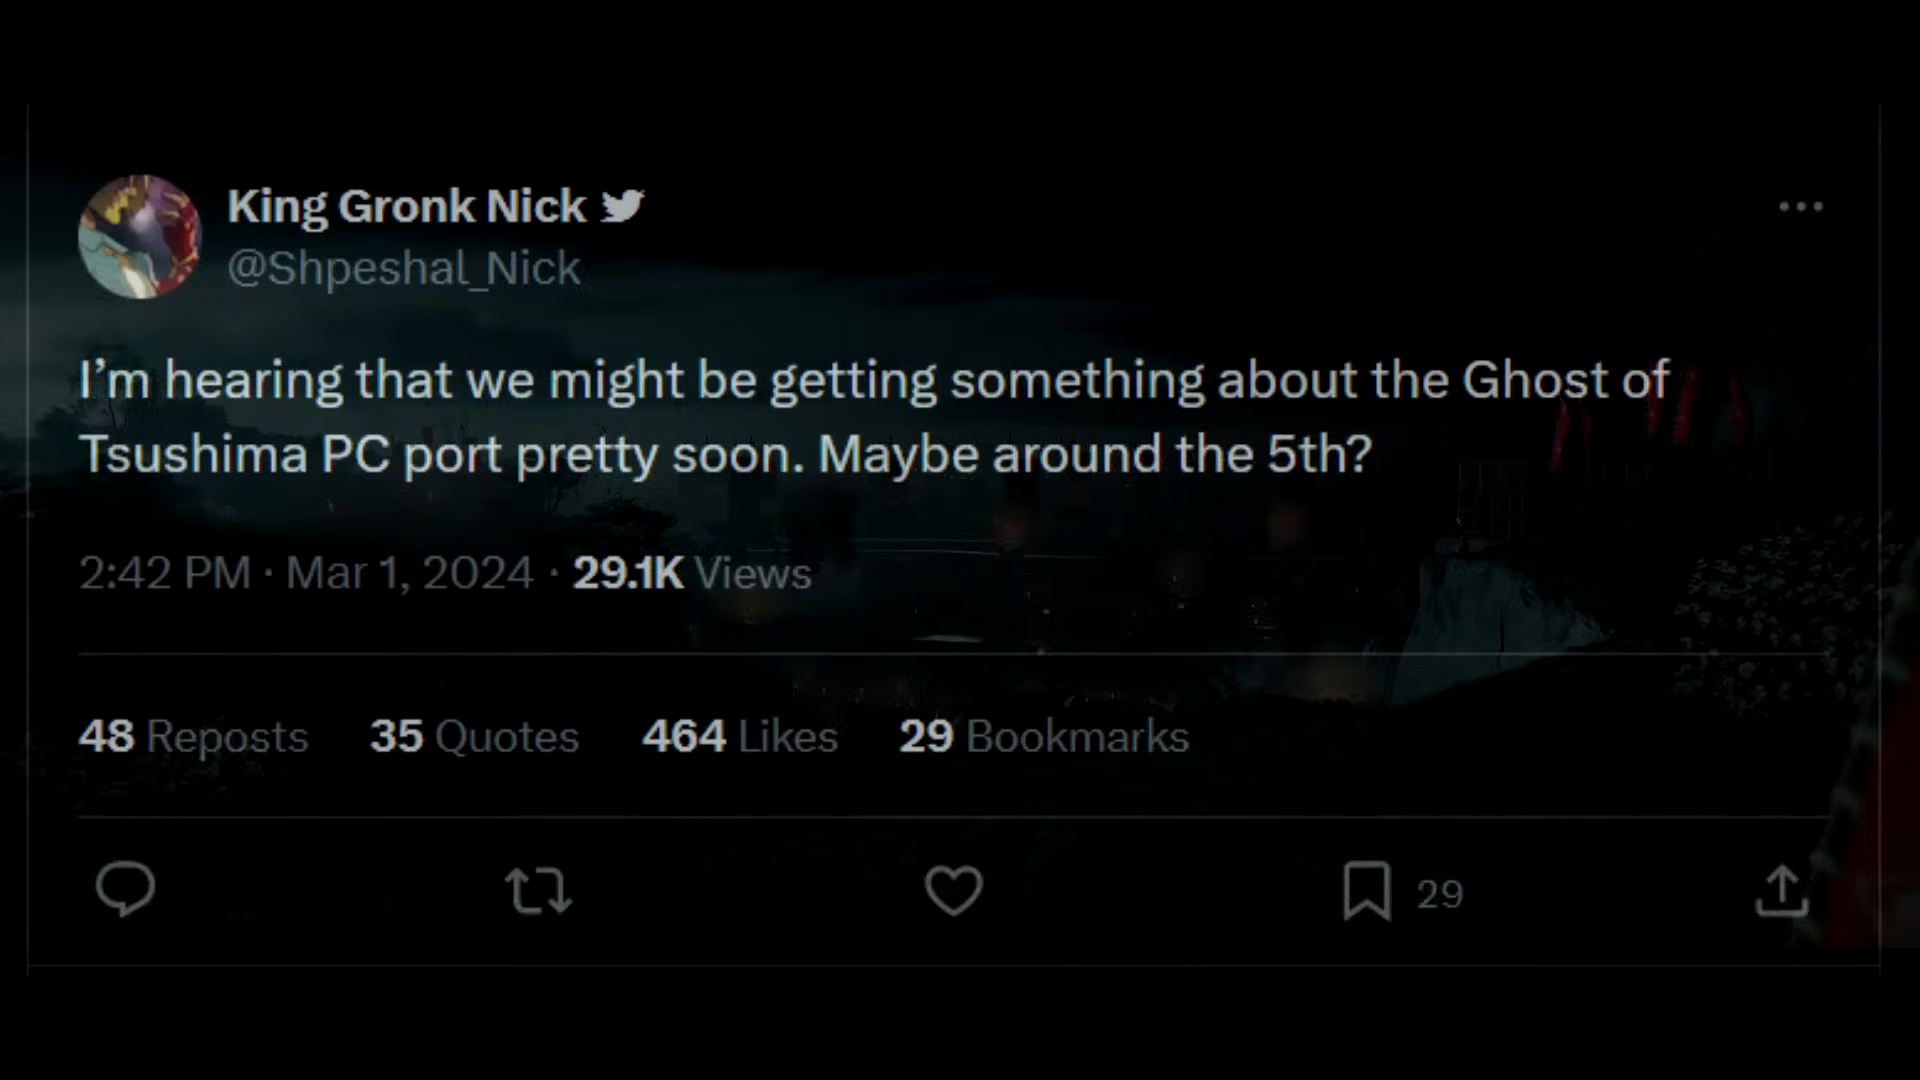 King Gronk Nick
@Shpeshal_Nick
I’m hearing that we might be getting something about the Ghost of
Tsushima PC port pretty soon. Maybe around the 5th?
2:42 PM · Mar 1, 2024 · 29.1K Views
48 Reposts 35 Quotes 464 Likes 29 Bookmarks
29